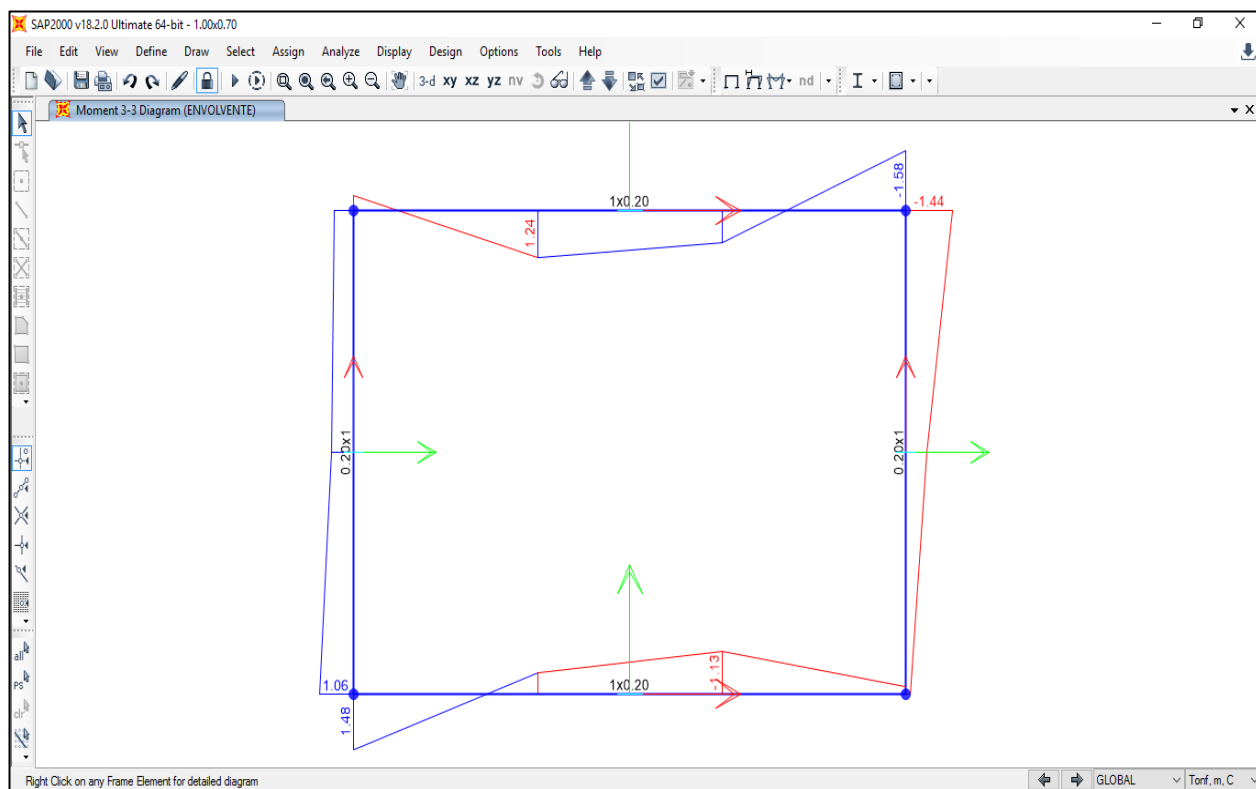 SAP2000 v18.2.0 Ultimate 64-bit - 1.00x0.70
File Edit View Define Draw Select Assign Analyze Display Design Options Tools Help
3-d xy xz yz nv nd
Moment 3-3 Diagram (ENVOLVENTE)
1x0.20
-1.58
-1.44
1.24
0.20x1
0.20x1
-1.13
1.06
1x0.20
1.48
all
PS
clr
Right Click on any Frame Element for detailed diagram
GLOBAL
Tonf, m, C